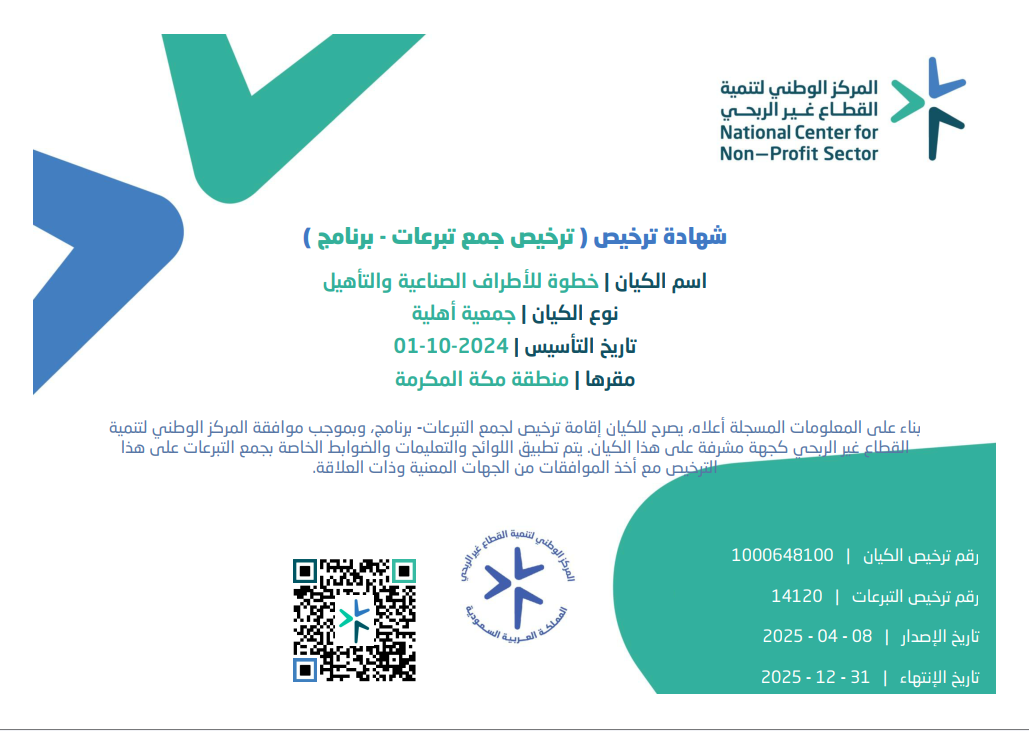 المركز الوطني لتنمية
القطاع غير الربحي
National Center for
Non–Profit Sector
شهادة ترخيص ( ترخيص جمع تبرعات - برنامج )
اسم الكيان | خطوة للأطراف الصناعية والتأهيل
نوع الكيان | جمعية أهلية
تاريخ التأسيس | 2024-10-01
مقرها | منطقة مكة المكرمة
بناء على المعلومات المسجلة أعلاه، يصرح للكيان إقامة ترخيص لجمع التبرعات- برنامج، وبموجب موافقة المركز الوطني لتنمية
القطاع غير الربحي كجهة مشرفة على هذا الكيان. يتم تطبيق اللوائح والتعليمات والضوابط الخاصة بجمع التبرعات على هذا
الترخيص مع أخذ الموافقات من الجهات المعنية وذات العلاقة.
رقم ترخيص الكيان | 1000648100
رقم ترخيص التبرعات | 14120
تاريخ الإصدار | 08 - 04 - 2025
تاريخ الإنتهاء | 31 - 12 - 2025
المركز الوطني لتنمية القطاع غير الربحي
المملكة العربية السعودية